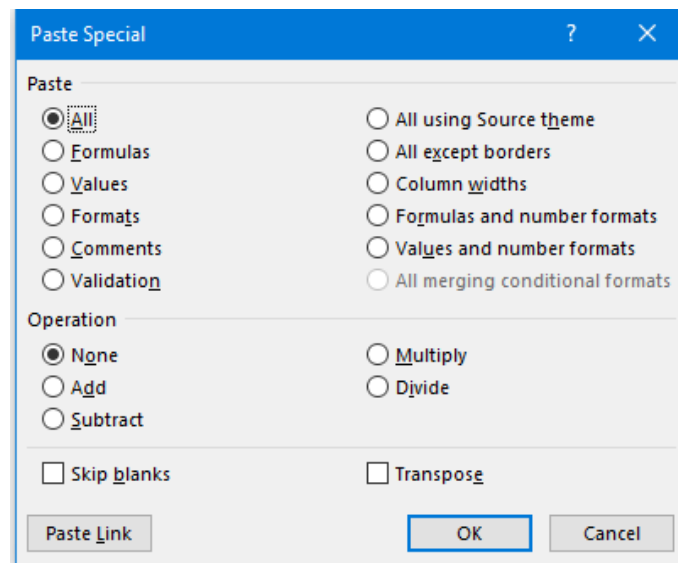 Paste Special ?
Paste
All All using Source theme
Formulas All except borders
Values Column widths
Formats Formulas and number formats
Comments Values and number formats
Validation All merging conditional formats
Operation
None Multiply
Add Divide
Subtract
Skip blanks Transpose
Paste Link OK Cancel